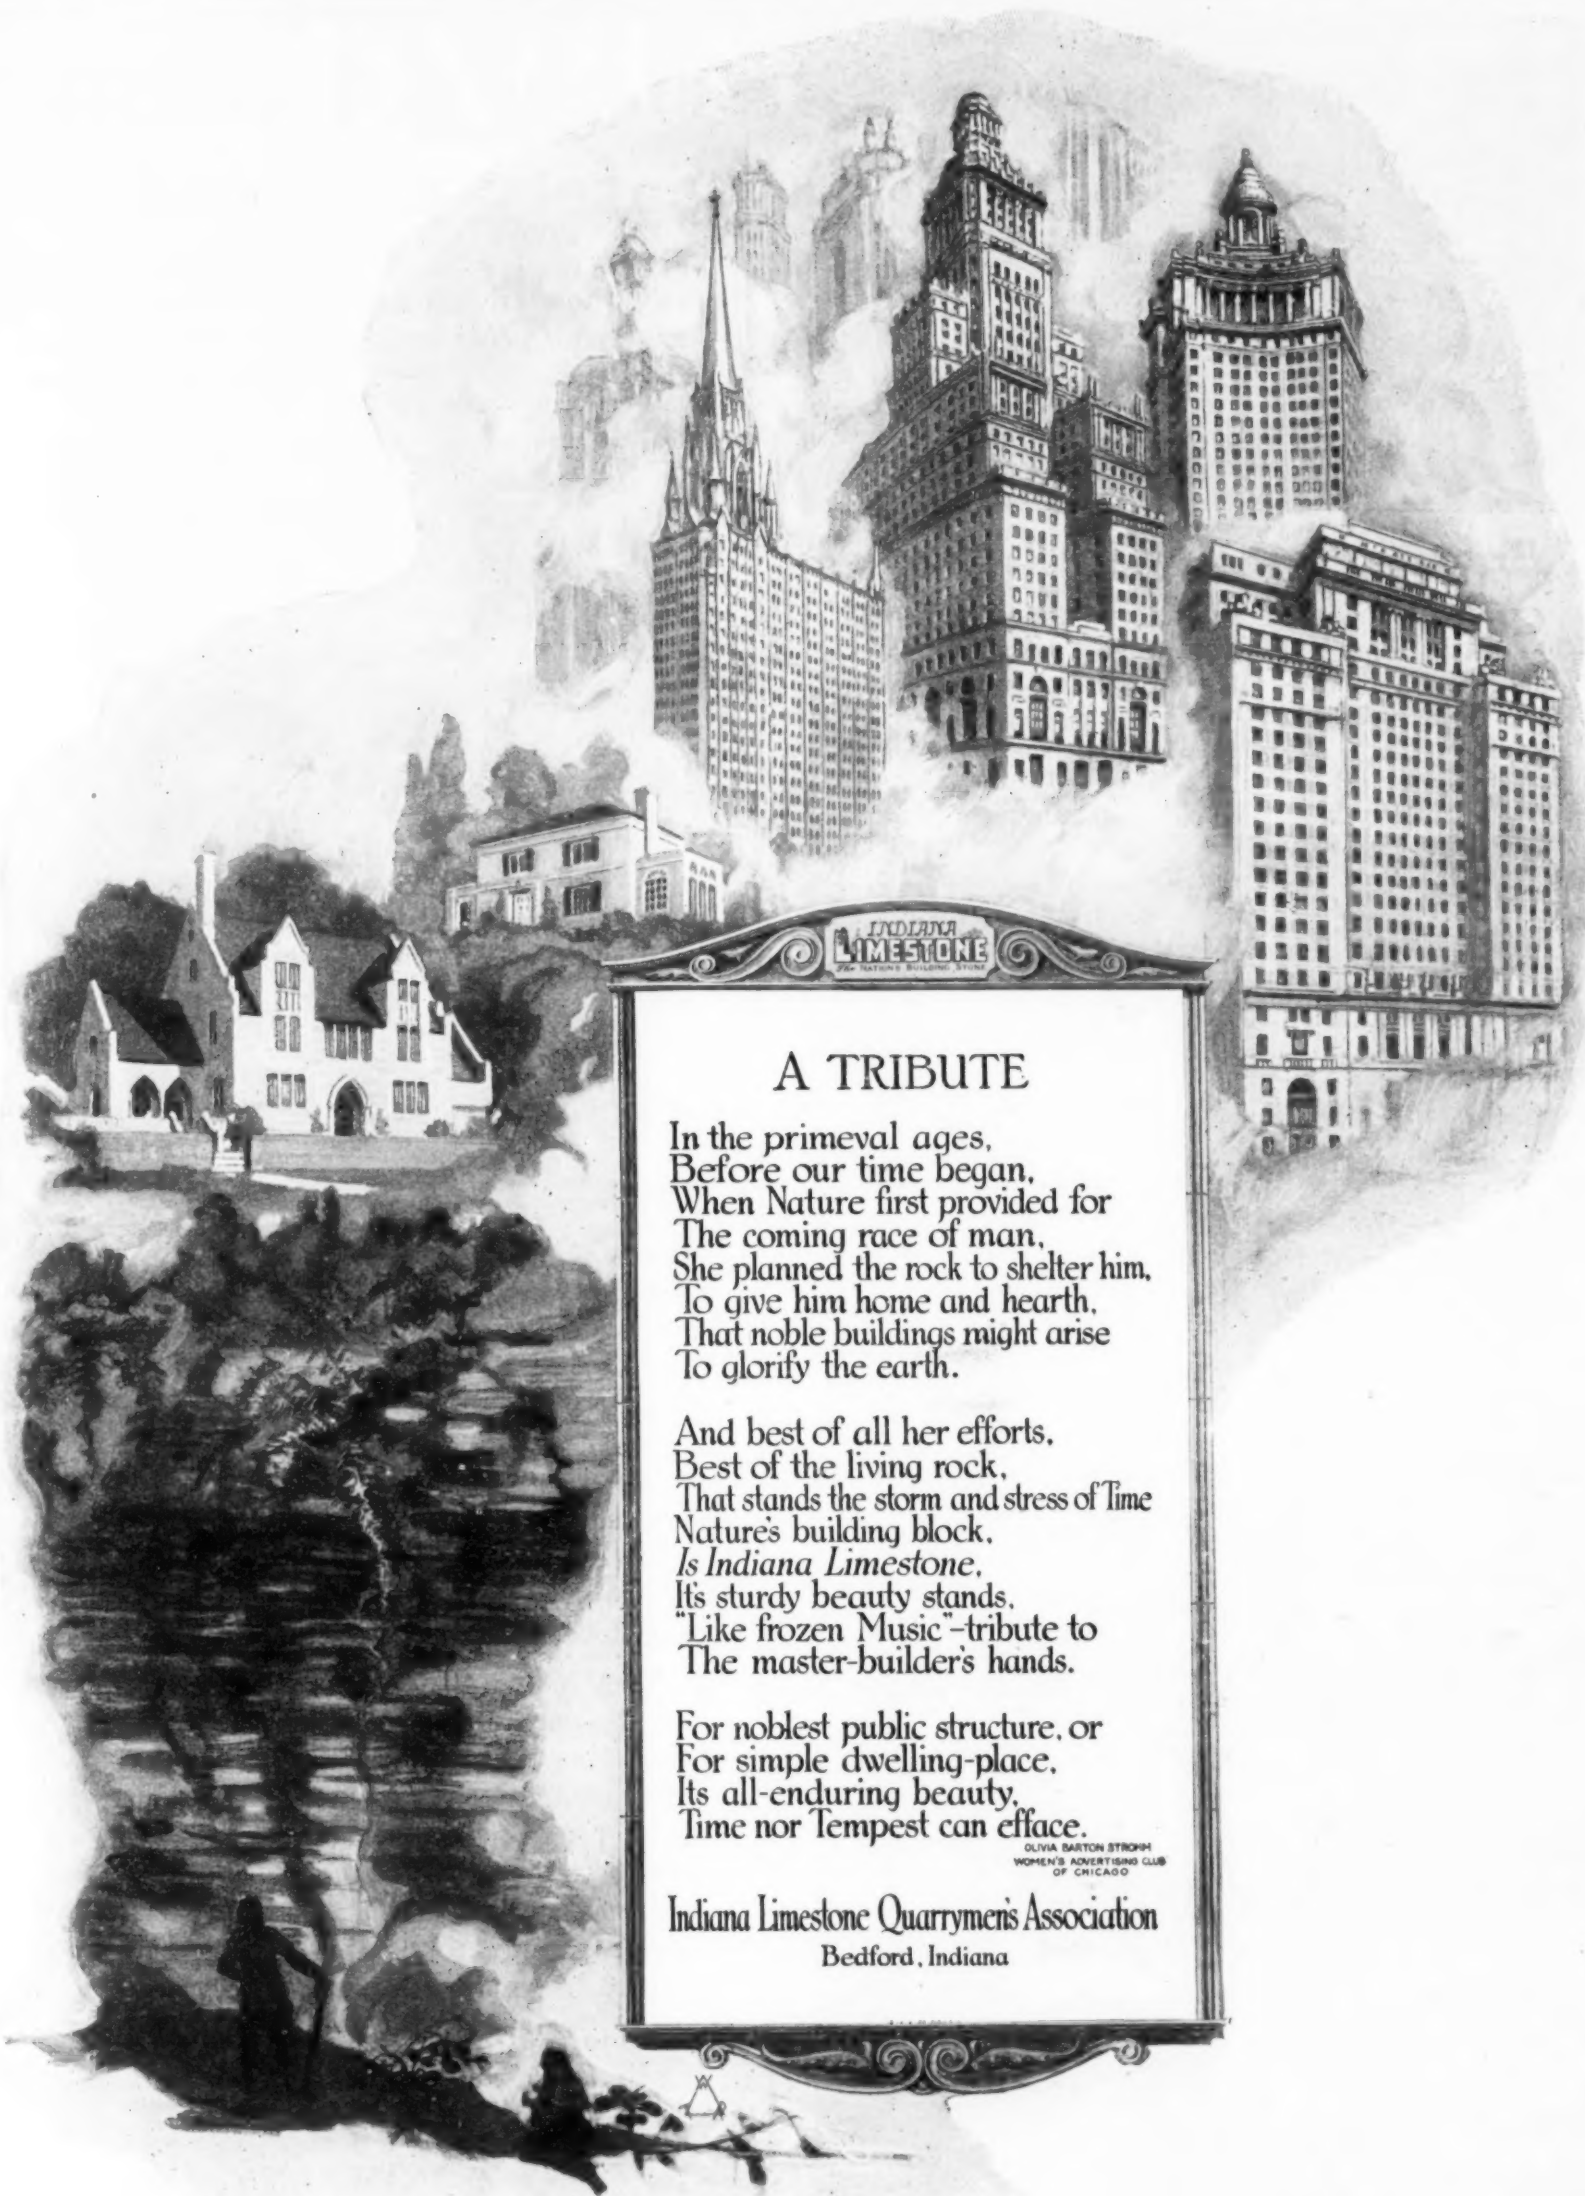 INDIANA
LIMESTONE
The NATION'S BUILDING STONE
A TRIBUTE
In the primeval ages,
Before our time began,
When Nature first provided for
The coming race of man,
She planned the rock to shelter him,
To give him home and hearth,
That noble buildings might arise
To glorify the earth.
And best of all her efforts,
Best of the living rock,
That stands the storm and stress of Time
Nature's building block,
Is Indiana Limestone,
It's sturdy beauty stands,
"Like frozen Music"–tribute to
The master-builder's hands.
For noblest public structure, or
For simple dwelling-place,
Its all-enduring beauty,
Time nor Tempest can efface.
OLIVIA BARTON STROHM
WOMEN'S ADVERTISING CLUB
OF CHICAGO
Indiana Limestone Quarrymen's Association
Bedford, Indiana